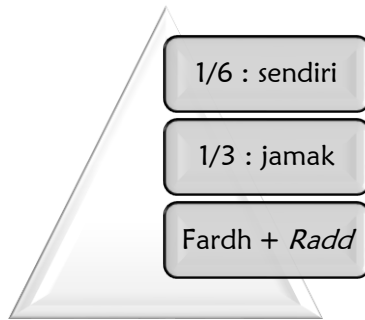 1/6 : sendiri
1/3 : jamak
Fardh + Radd